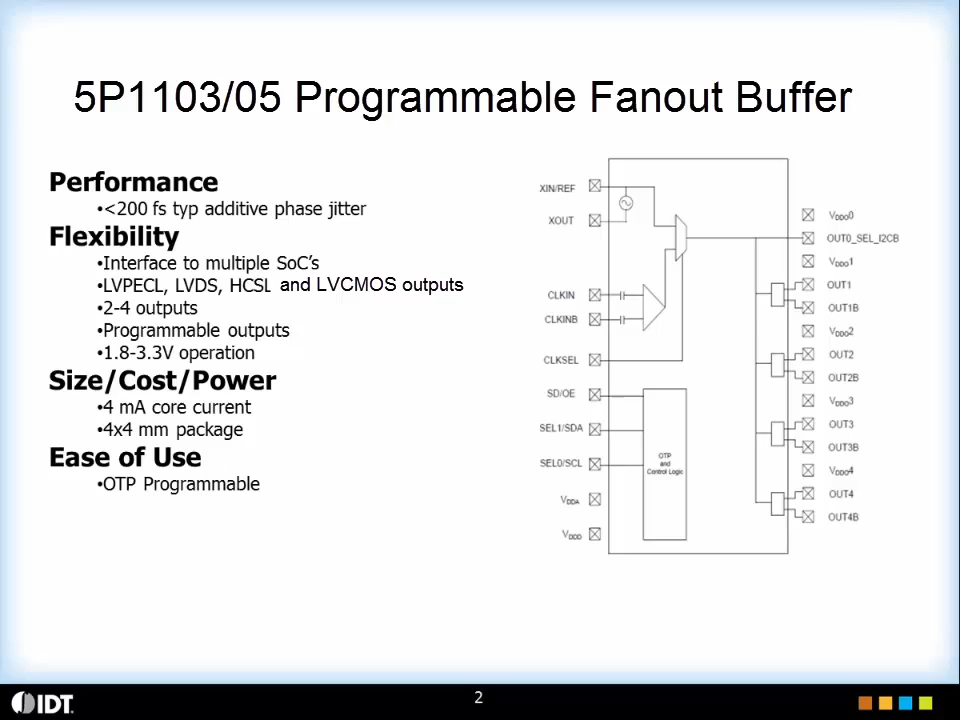 5P1103/05 Programmable Fanout Buffer
Performance
•<200 fs typ additive phase jitter
Flexibility
•Interface to multiple SoC's
•LVPECL, LVDS, HCSL and LVCMOS outputs
•2-4 outputs
•Programmable outputs
•1.8-3.3V operation
Size/Cost/Power
•4 mA core current
•4x4 mm package
Ease of Use
•OTP Programmable
XIN/REF
XOUT
CLKIN
CLKINB
CLKSEL
SD/OE
SEL1/SDA
SEL0/SCL
VDDA
VDDD
OTP
and
Control Logic
VDDO0
OUT0_SEL_I2CB
VDDO1
OUT1
OUT1B
VDDO2
OUT2
OUT2B
VDDO3
OUT3
OUT3B
VDDO4
OUT4
OUT4B
IDT
2